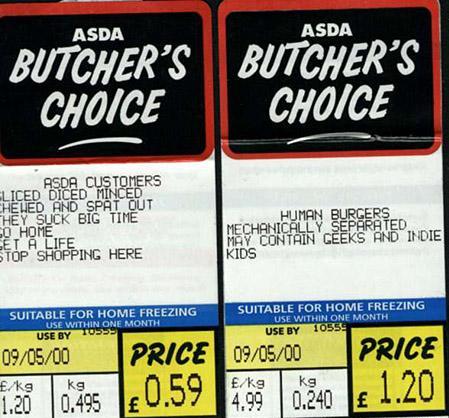 ASDA
BUTCHER'S
CHOICE
ASDA CUSTOMERS
SLICED DICED MINCED
CHEWED AND SPAT OUT
THEY SUCK BIG TIME
GO HOME
GET A LIFE
STOP SHOPPING HERE
SUITABLE FOR HOME FREEZING
USE WITHIN ONE MONTH
USE BY 10555
09/05/00
PRICE
£/kg
1.20
kg
0.495
£ 0.59
ASDA
BUTCHER'S
CHOICE
HUMAN BURGERS
MECHANICALLY SEPARATED
MAY CONTAIN GEEKS AND INDIE
KIDS
SUITABLE FOR HOME FREEZING
USE WITHIN ONE MONTH
USE BY 10555
09/05/00
PRICE
£/kg
4.99
kg
0.240
£ 1.20